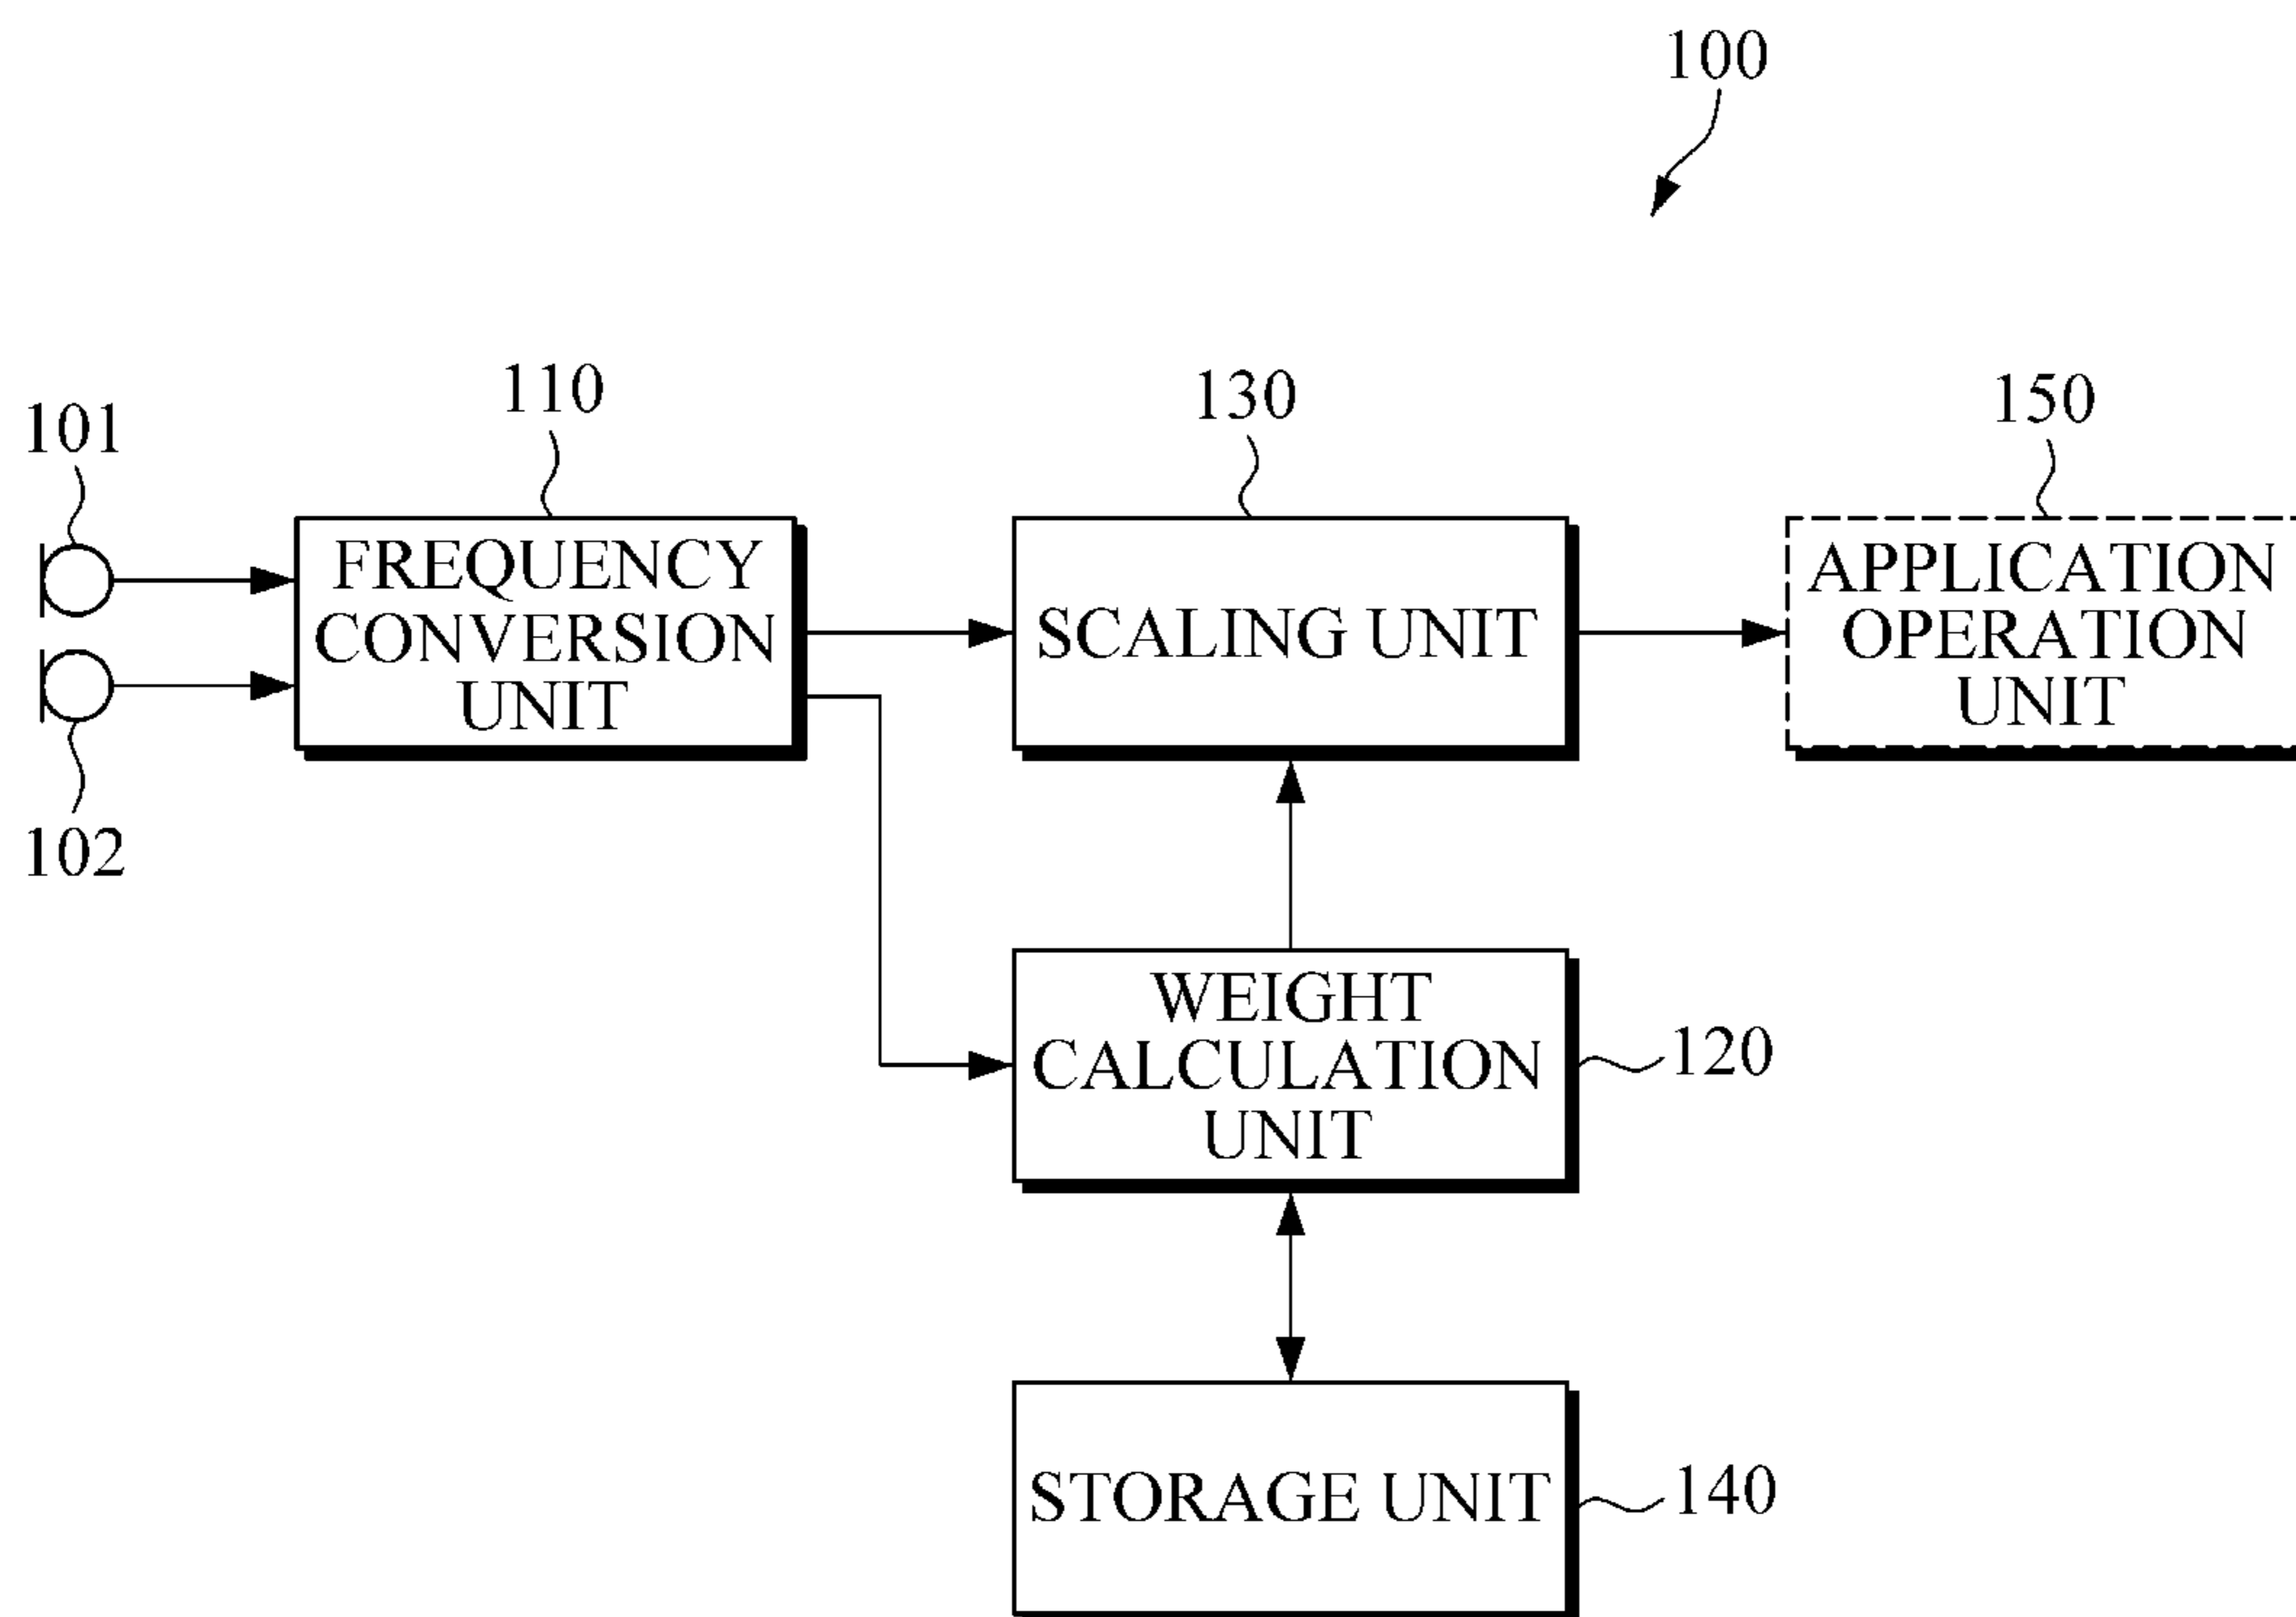 100
110
130
150
101
FREQUENCY
CONVERSION
UNIT
SCALING UNIT
APPLICATION
OPERATION
UNIT
102
WEIGHT
CALCULATION
UNIT
120
STORAGE UNIT
140